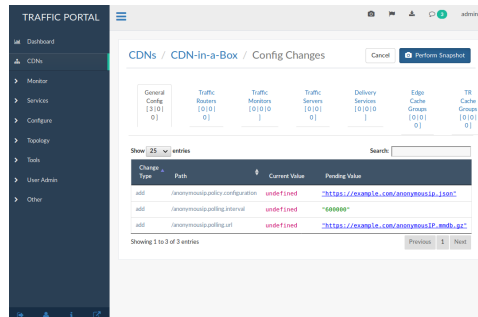 TRAFFIC PORTAL
3
admin
Dashboard
CDNs
Monitor
Services
Configure
Topology
Tools
User Admin
Other
CDNs / CDN-in-a-Box / Config Changes
Cancel
Perform Snapshot
General
Config
[ 3 | 0 |
0 ]
Traffic
Routers
[ 0 | 0 |
0 ]
Traffic
Monitors
[ 0 | 0 | 0
]
Traffic
Servers
[ 0 | 0 |
0 ]
Delivery
Services
[ 0 | 0 | 0
]
Edge
Cache
Groups
[ 0 | 0 |
0 ]
TR
Cache
Groups
[ 0 | 0 |
0 ]
Show 25 entries
Search:
Change
Type
Path
Current Value
Pending Value
add /anonymousip.policy.configuration undefined "https://example.com/anonymousip.json"
add /anonymousip.polling.interval undefined "600000"
add /anonymousip.polling.url undefined "https://example.com/anonymousIP.mmdb.gz"
Showing 1 to 3 of 3 entries
Previous 1 Next